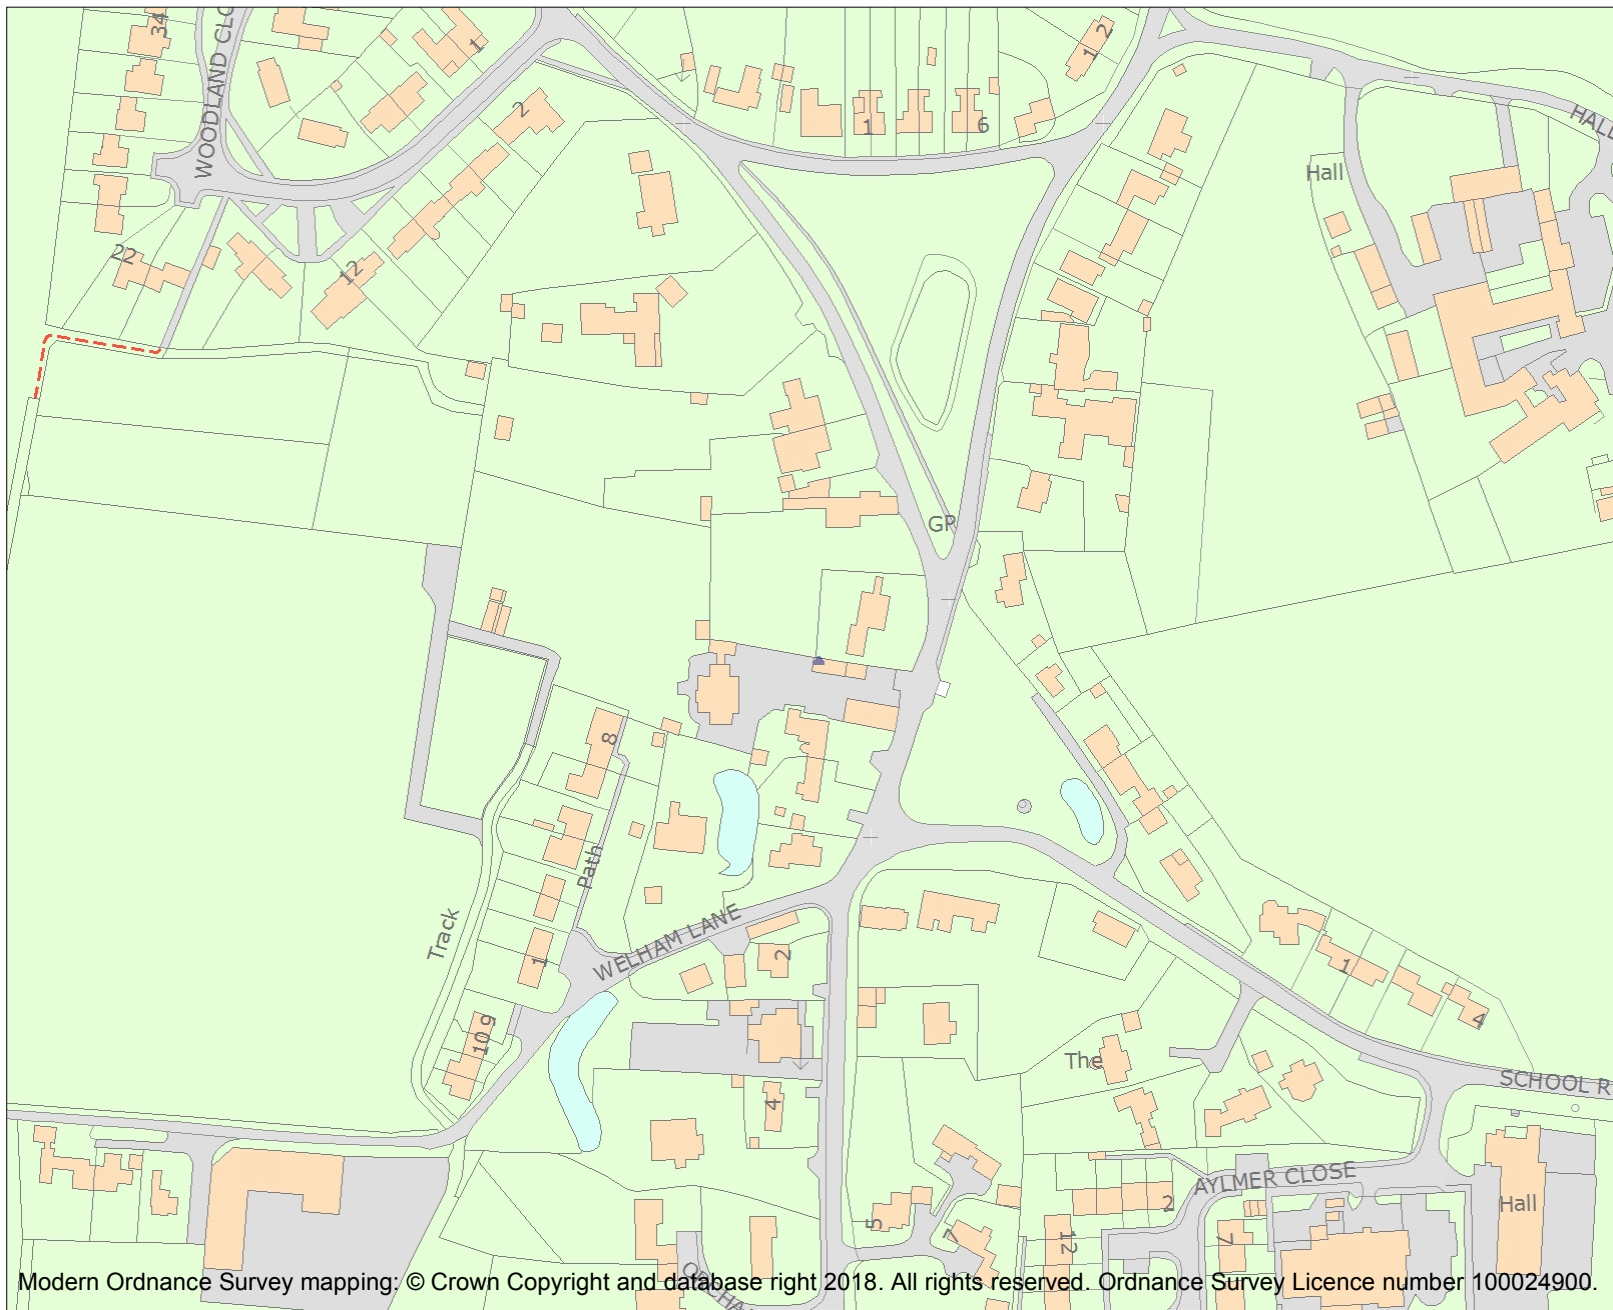 34
WOODLAND CLO
1
2
1 2
1
6
HALL
Hall
22
12
GP
8
Path
Track
WELHAM LANE
1
2
10 9
1
4
The
SCHOOL R
4
AYLMER CLOSE
2
5
7
12
7
Hall
ORCHA
Modern Ordnance Survey mapping: © Crown Copyright and database right 2018. All rights reserved. Ordnance Survey Licence number 100024900.